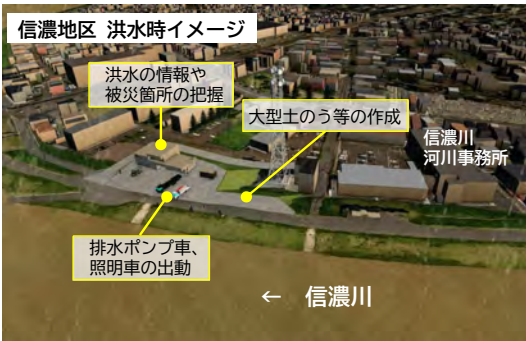 信濃地区 洪水時イメージ
洪水の情報や
被災箇所の把握
大型土のう等の作成
信濃川
河川事務所
排水ポンプ車、
照明車の出動
← 信濃川